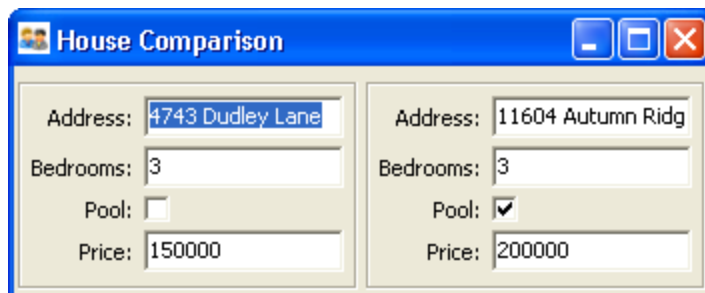 House Comparison
Address: 4743 Dudley Lane
Bedrooms: 3
Pool:
Price: 150000
Address: 11604 Autumn Ridg
Bedrooms: 3
Pool:
Price: 200000